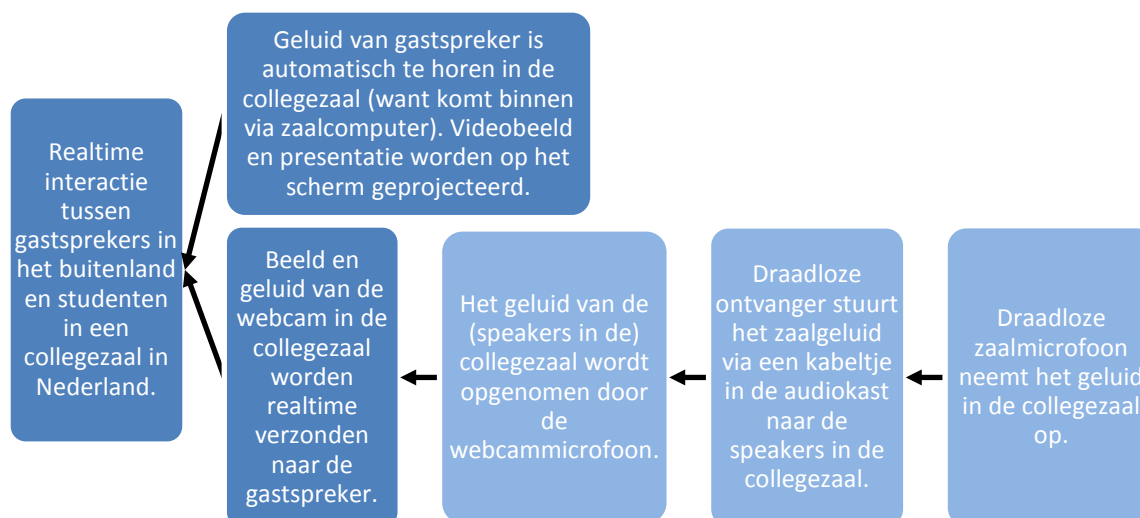 Realtime
interactie
tussen
gastsprekers in
het buitenland
en studenten
in een
collegezaal in
Nederland.
Geluid van gastspreker is
automatisch te horen in de
collegezaal (want komt binnen
via zaalcomputer). Videobeeld
en presentatie worden op het
scherm geprojecteerd.
Beeld en
geluid van de
webcam in de
collegezaal
worden
realtime
verzonden
naar de
gastspreker.
Het geluid van de
(speakers in de)
collegezaal wordt
opgenomen door
de
webcammicrofoon.
Draadloze
ontvanger stuurt
het zaalgeluid
via een kabeltje
in de audiokast
naar de
speakers in de
collegezaal.
Draadloze
zaalmicrofoon
neemt het geluid
in de collegezaal
op.